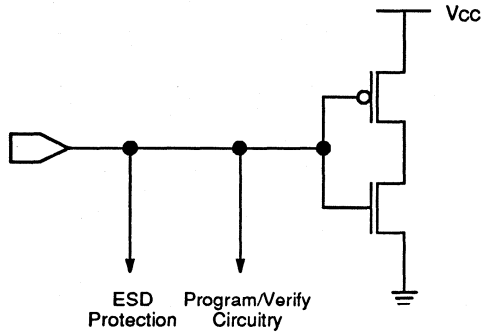 Vcc
ESD
Protection
Program/Verify
Circuitry